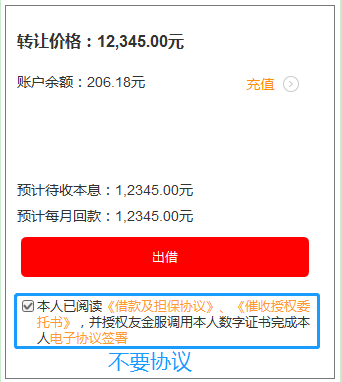 转让价格：12,345.00元
账户余额：206.18元 充值
预计待收本息：1,2345.00元
预计每月回款：1,2345.00元
出借
本人已阅读《借款及担保协议》、《催收授权委
托书》，并授权友金服调用本人数字证书完成本
人电子协议签署
不要协议